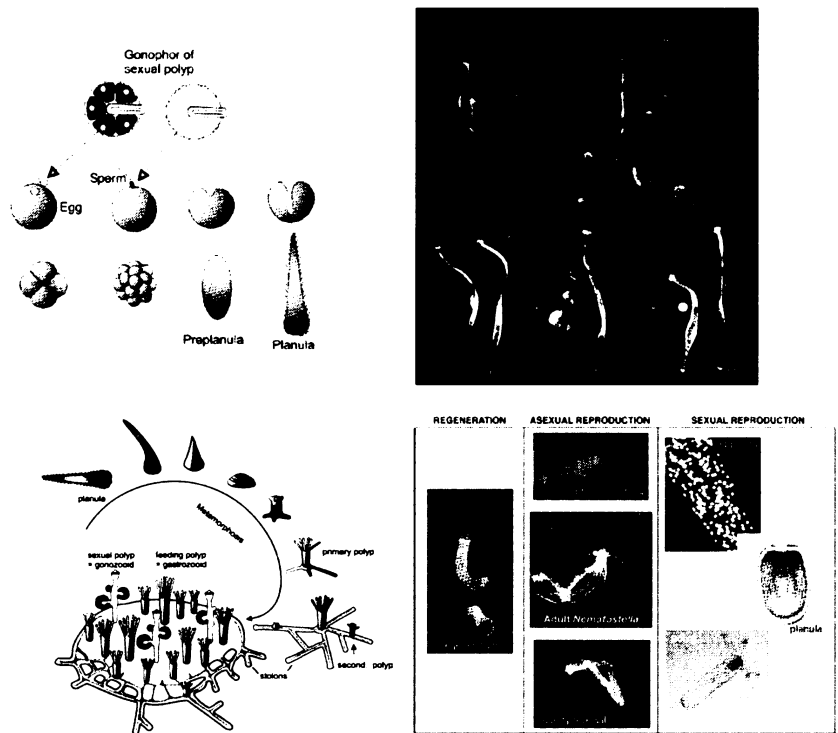 Gonophor of
sexual polyp
Sperm
Egg
Preplanula
Planula
planula
Metamorphosis
sexual polyp
= gonozooid
feeding polyp
= gastrozooid
primary polyp
second polyp
stolons
REGENERATION
ASEXUAL REPRODUCTION
SEXUAL REPRODUCTION
Adult Nematostella
planula